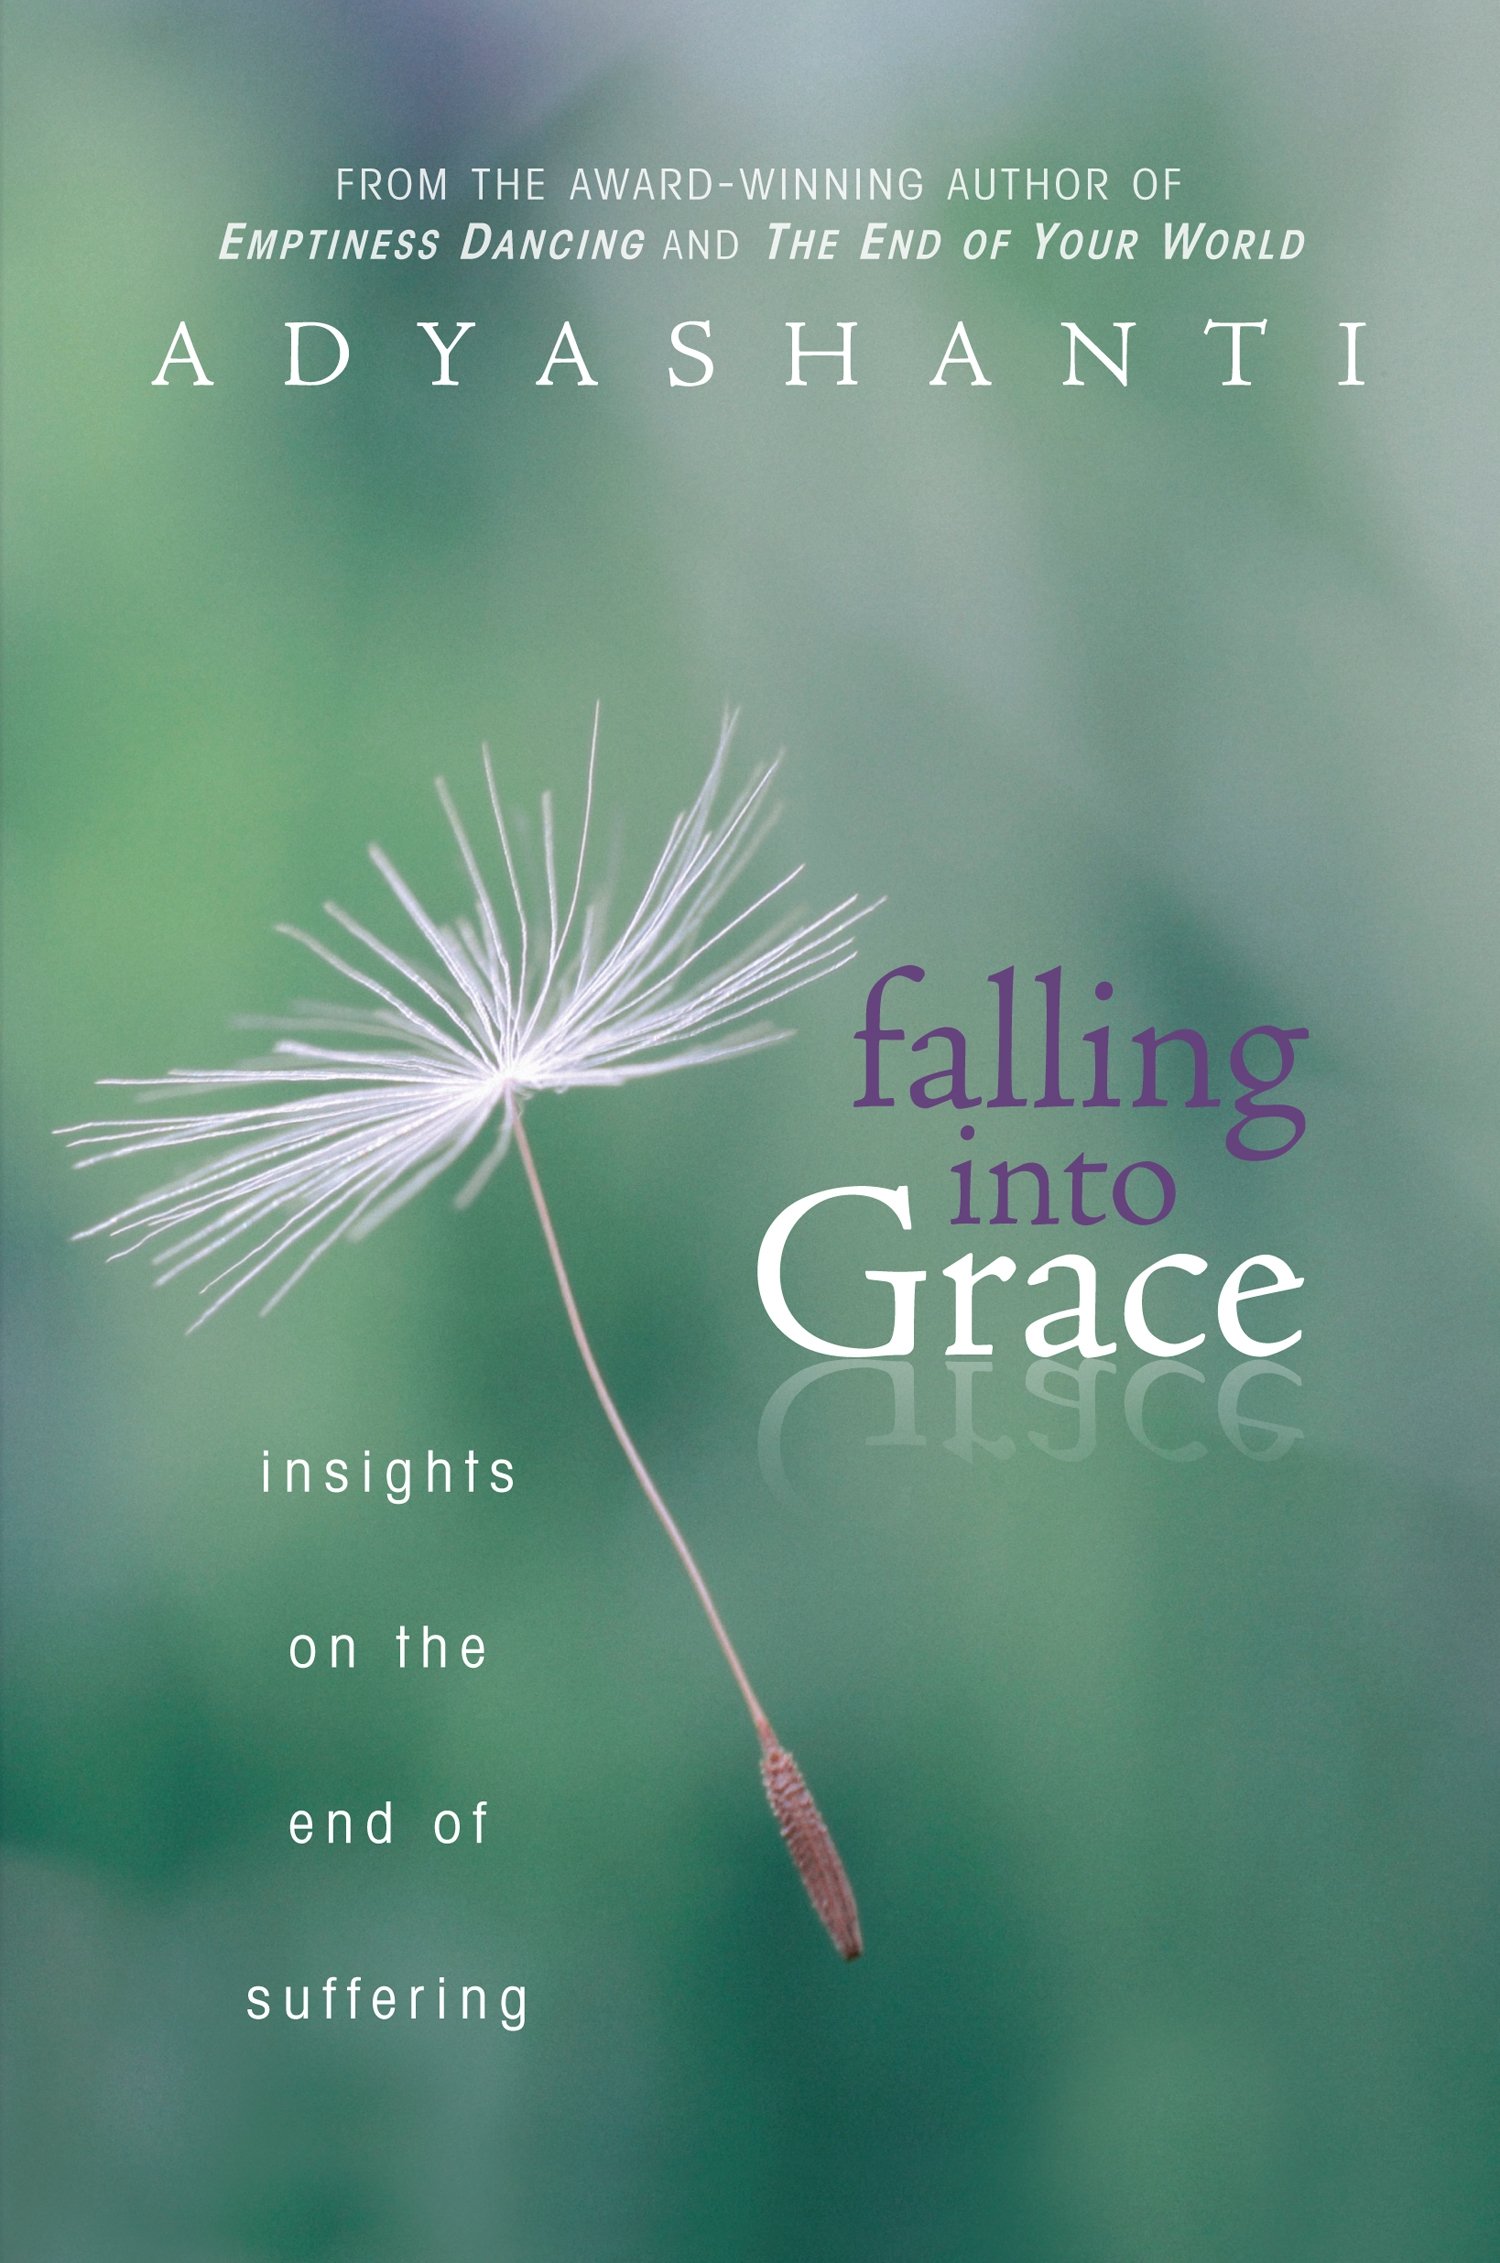 FROM THE AWARD-WINNING AUTHOR OF
EMPTINESS DANCING AND THE END OF YOUR WORLD
ADYASHANTI
falling
into
Grace
insights
on the
end of
suffering